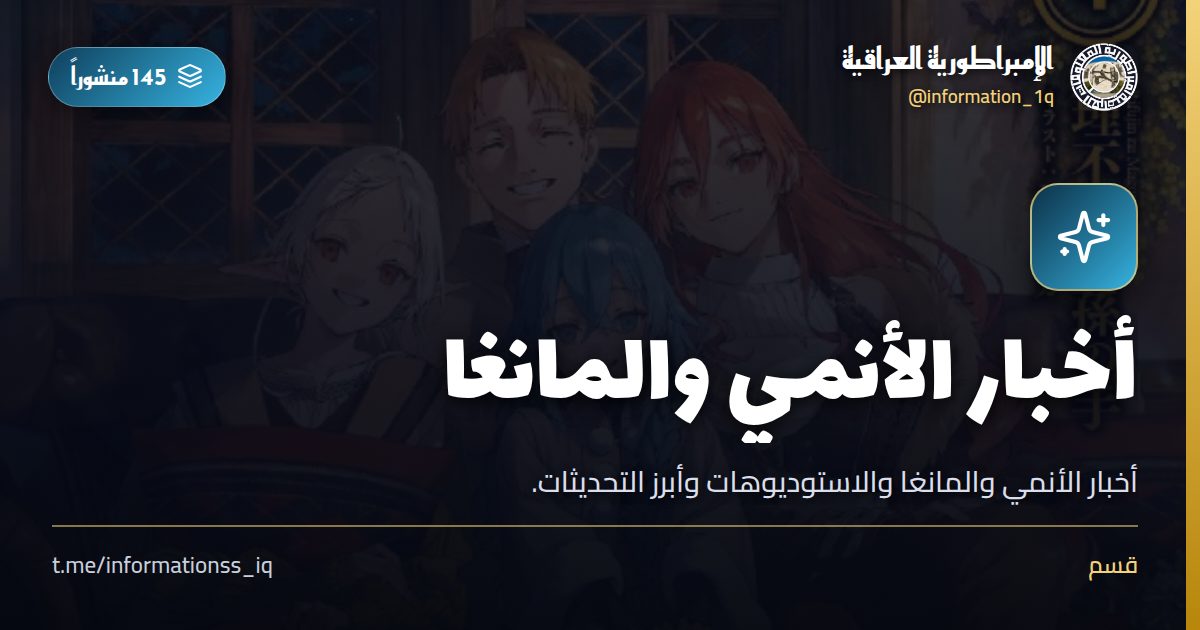 الإمبراطورية العراقية
@information_1q
145 منشوراً
أخبار الأنمي والمانغا
أخبار الأنمي والمانغا والاستوديوهات وأبرز التحديثات.
قسم
t.me/informationss_iq